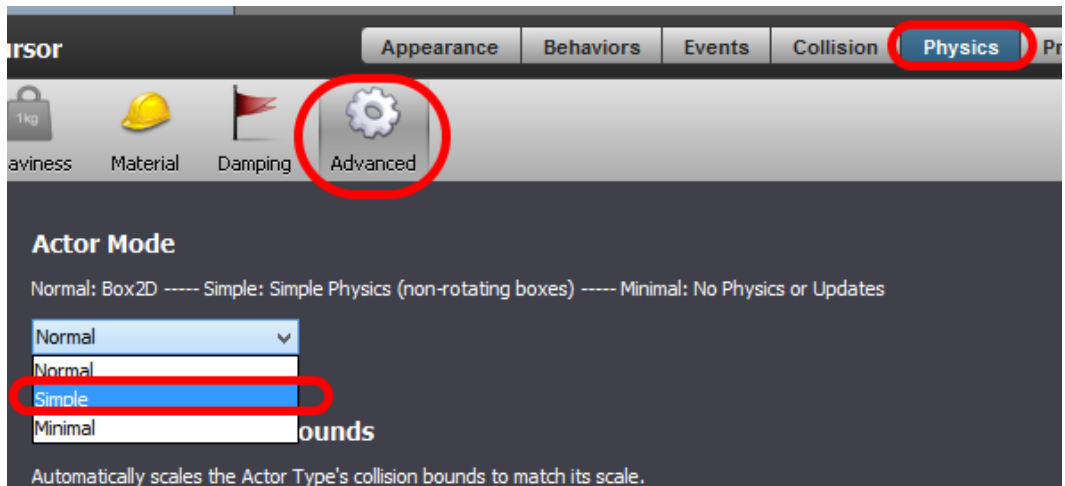 ursor
Appearance Behaviors Events Collision Physics Pr
1kg
aviness Material Damping Advanced
Actor Mode
Normal: Box2D ----- Simple: Simple Physics (non-rotating boxes) ----- Minimal: No Physics or Updates
Normal
Normal
Simple
Minimal
ounds
Automatically scales the Actor Type's collision bounds to match its scale.